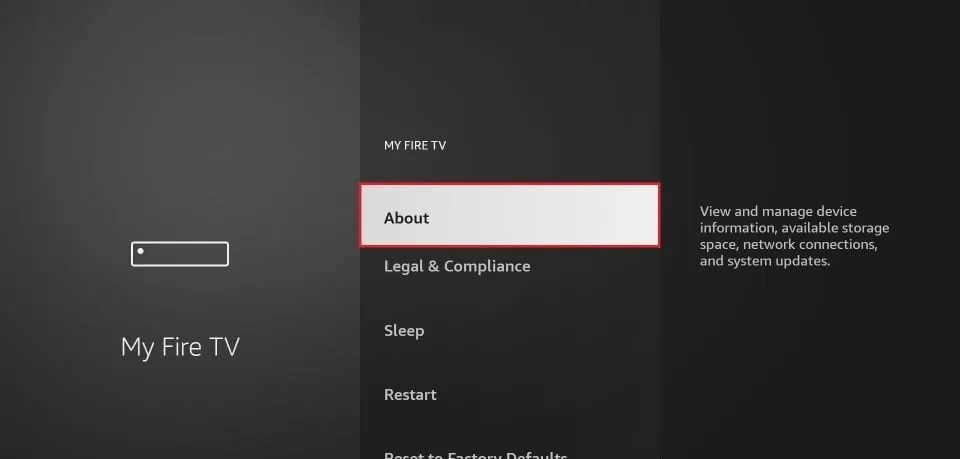 MY FIRE TV
About
Legal & Compliance
Sleep
Restart
Reset to Factory Defaults
My Fire TV
View and manage device
information, available storage
space, network connections,
and system updates.